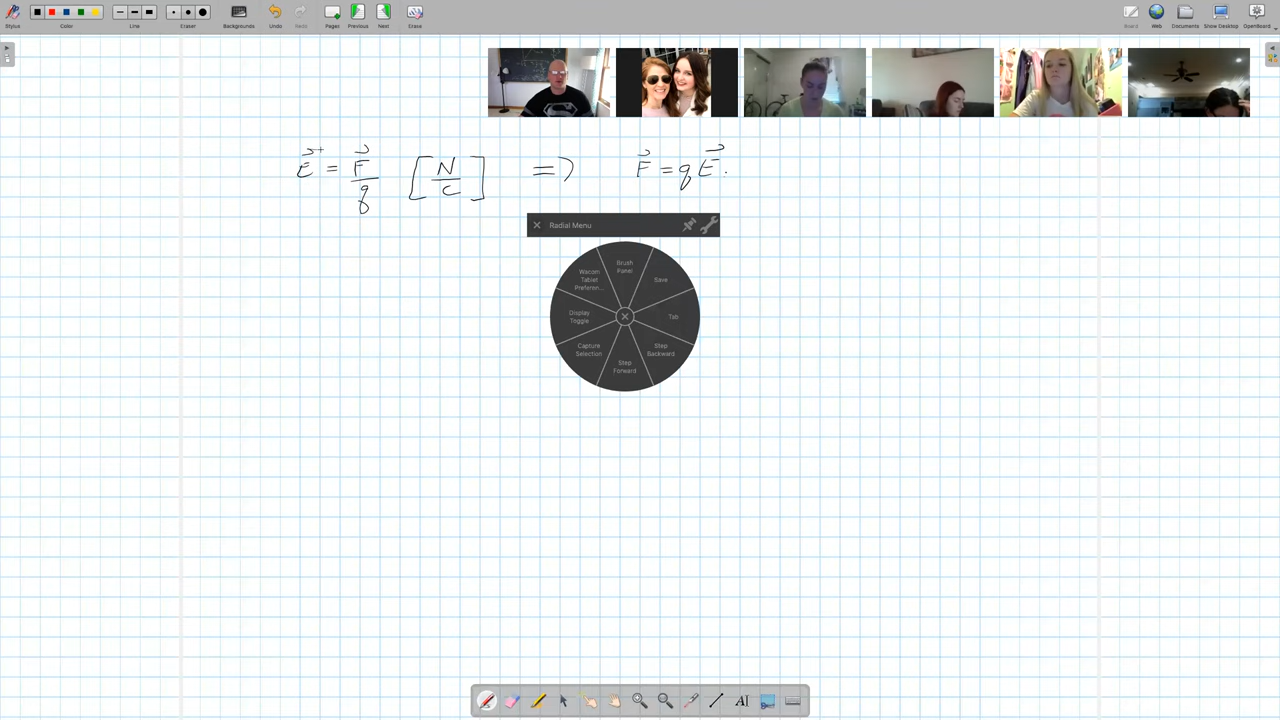 Stylus Color Line Eraser Backgrounds Undo Redo Pages Previous Next Erase Board Web Documents Show Desktop OpenBoard
E⃗ = F⃗/q [N/C] => F⃗ = qE⃗.
Radial Menu
Brush Panel
Save
Tab
Step Backward
Step Forward
Capture Selection
Display Toggle
Wacom Tablet Preferen...
AI